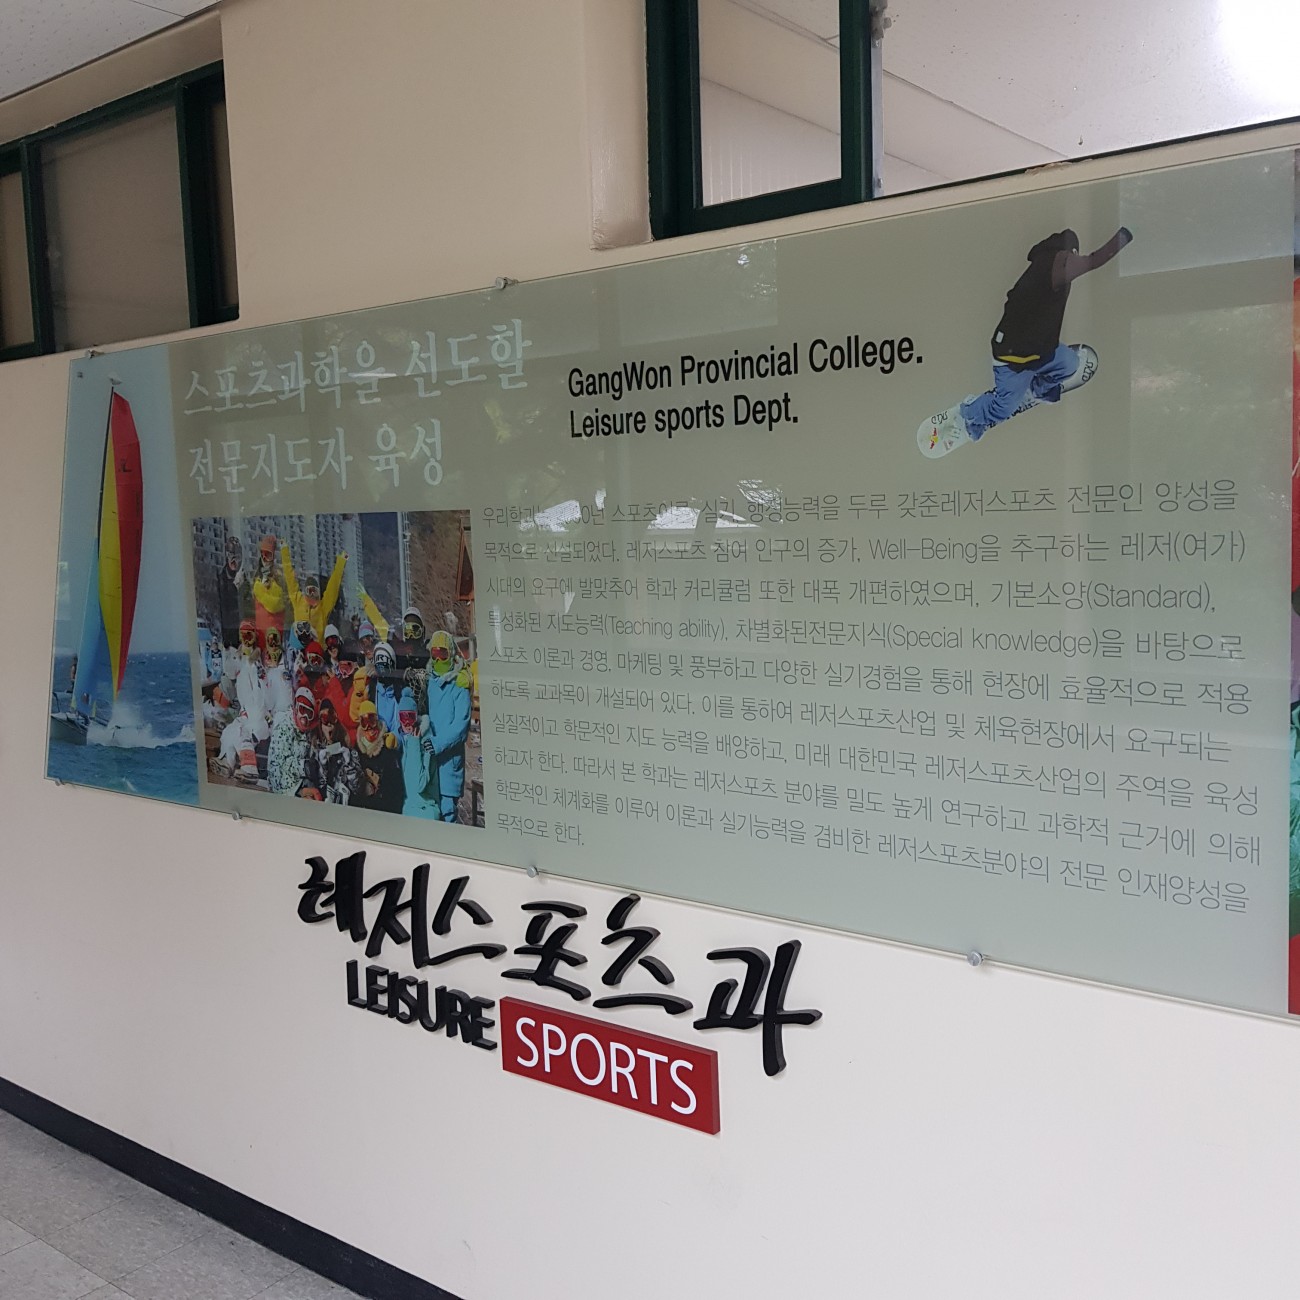 스포츠과학을 선도할
전문지도자 육성
GangWon Provincial College.
Leisure sports Dept.
스포츠이론, 실기, 행정능력을 두루 갖춘레저스포츠 전문인 양성을
목적으로 신설되었다. 레저스포츠 참여 인구의 증가, Well-Being을 추구하는 레저(여가)
시대의 요구에 발맞추어 학과 커리큘럼 또한 대폭 개편하였으며, 기본소양(Standard),
특성화된 지도능력(Teaching ability), 차별화된전문지식(Special knowledge)을 바탕으로
스포츠 이론과 경영, 마케팅 및 풍부하고 다양한 실기경험을 통해 현장에 효율적으로 적용
하도록 교과목이 개설되어 있다. 이를 통하여 레저스포츠산업 및 체육현장에서 요구되는
실질적이고 학문적인 지도 능력을 배양하고, 미래 대한민국 레저스포츠산업의 주역을 육성
하고자 한다. 따라서 본 학과는 레저스포츠 분야를 밀도 높게 연구하고 과학적 근거에 의해
학문적인 체계화를 이루어 이론과 실기능력을 겸비한 레저스포츠분야의 전문 인재양성을
목적으로 한다.
레저스포츠과
LEISURE SPORTS